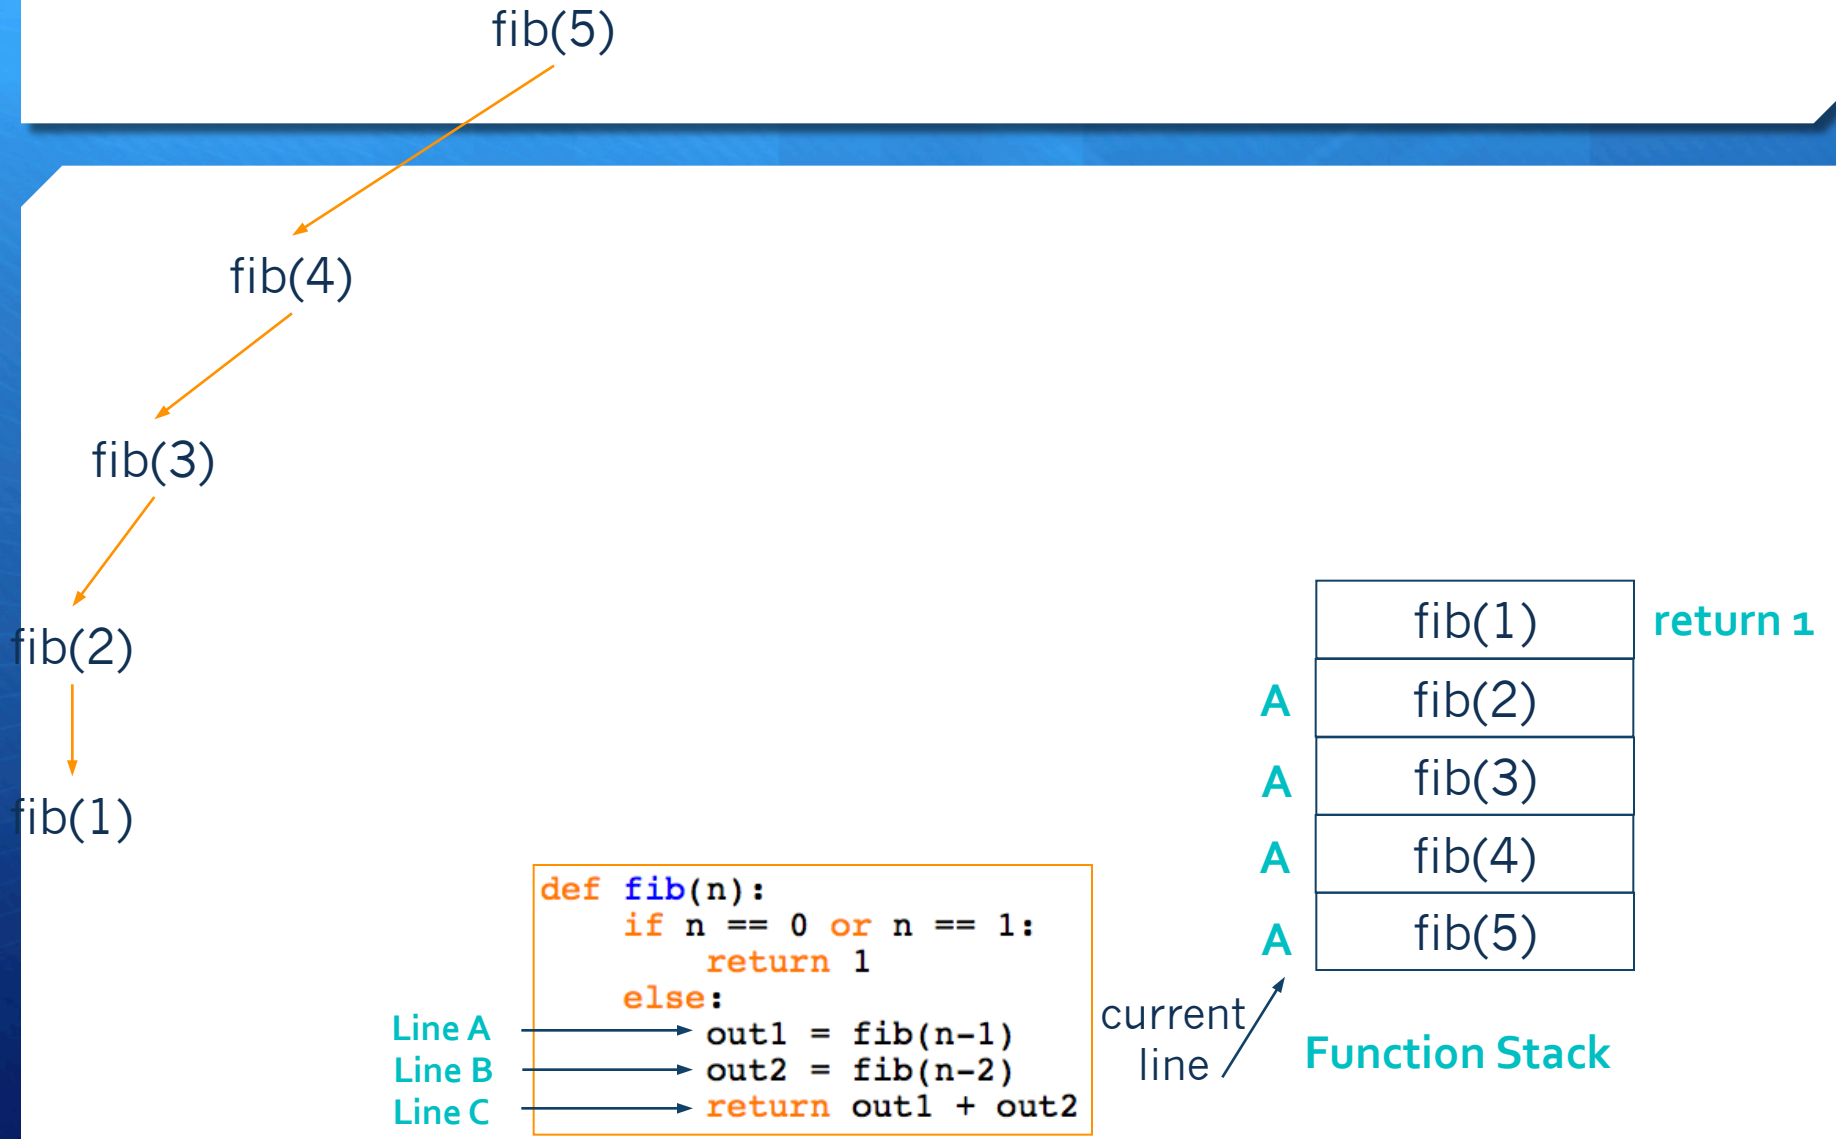 fib(5)
fib(4)
fib(3)
fib(2)
fib(1)
def fib(n):
    if n == 0 or n == 1:
        return 1
    else:
        out1 = fib(n-1)
        out2 = fib(n-2)
        return out1 + out2
Line A
Line B
Line C
fib(1) return 1
A fib(2)
A fib(3)
A fib(4)
A fib(5)
current
line
Function Stack